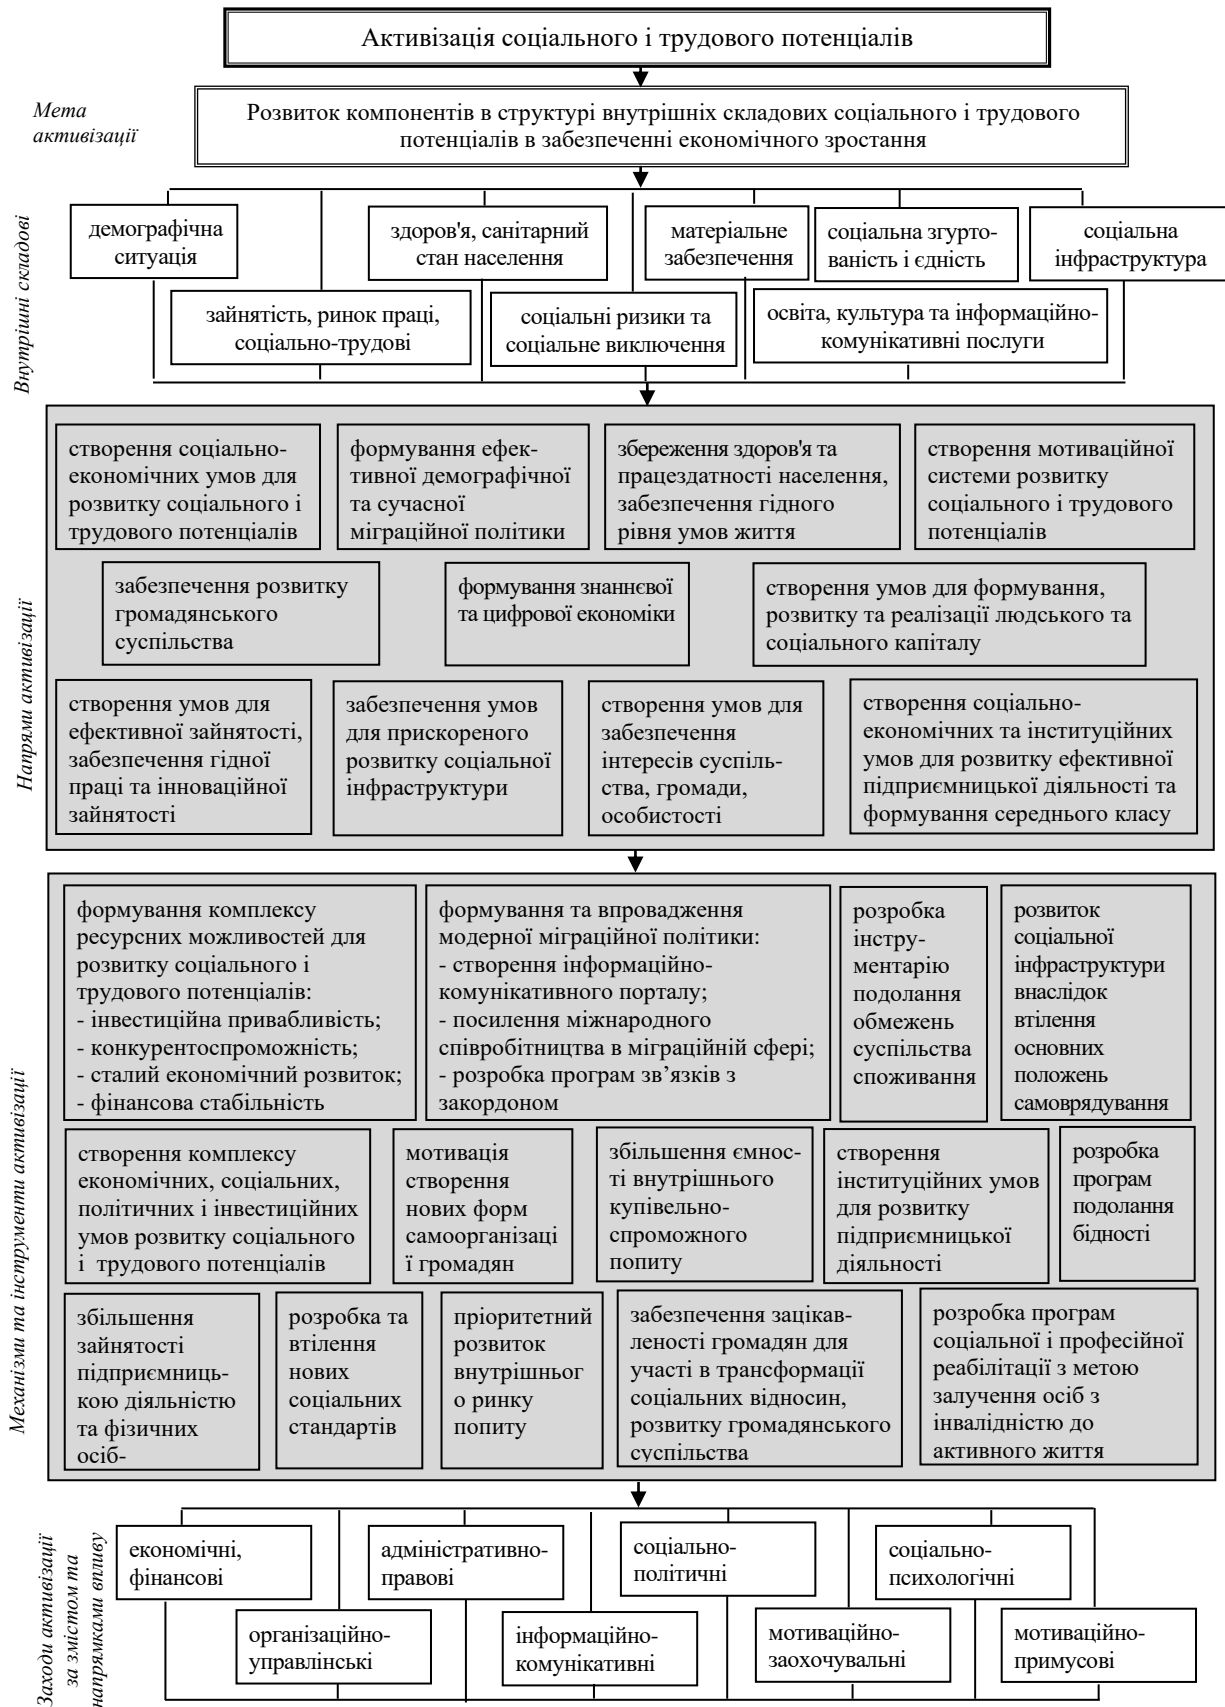 Активізація соціального і трудового потенціалів
Мета
активізації
Розвиток компонентів в структурі внутрішніх складових соціального і трудового
потенціалів в забезпеченні економічного зростання
Внутрішні складові
демографічна
ситуація
здоров'я, санітарний
стан населення
матеріальне
забезпечення
соціальна згурто-
ваність і єдність
соціальна
інфраструктура
зайнятість, ринок праці,
соціально-трудові
соціальні ризики та
соціальне виключення
освіта, культура та інформаційно-
комунікативні послуги
Напрями активізації
створення соціально-
економічних умов для
розвитку соціального і
трудового потенціалів
формування ефек-
тивної демографічної
та сучасної
міграційної політики
збереження здоров'я та
працездатності населення,
забезпечення гідного
рівня умов життя
створення мотиваційної
системи розвитку
соціального і трудового
потенціалів
забезпечення розвитку
громадянського
суспільства
формування знаннєвої
та цифрової економіки
створення умов для формування,
розвитку та реалізації людського та
соціального капіталу
створення умов для
ефективної зайнятості,
забезпечення гідної
праці та інноваційної
зайнятості
забезпечення умов
для прискореного
розвитку соціальної
інфраструктури
створення умов для
забезпечення
інтересів суспіль-
ства, громади,
особистості
створення соціально-
економічних та інституційних
умов для розвитку ефективної
підприємницької діяльності та
формування середнього класу
Механізми та інструменти активізації
формування комплексу
ресурсних можливостей для
розвитку соціального і
трудового потенціалів:
- інвестиційна привабливість;
- конкурентоспроможність;
- сталий економічний розвиток;
- фінансова стабільність
формування та впровадження
модерної міграційної політики:
- створення інформаційно-
комунікативного порталу;
- посилення міжнародного
співробітництва в міграційній сфері;
- розробка програм зв’язків з
закордоном
розробка
інстру-
ментарію
подолання
обмежень
суспільства
споживання
розвиток
соціальної
інфраструктури
внаслідок
втілення
основних
положень
самоврядування
створення комплексу
економічних, соціальних,
політичних і інвестиційних
умов розвитку соціального
і  трудового потенціалів
мотивація
створення
нових форм
самоорганізаці
ї громадян
збільшення ємнос-
ті внутрішнього
купівельно-
спроможного
попиту
створення
інституційних умов
для розвитку
підприємницької
діяльності
розробка
програм
подолання
бідності
збільшення
зайнятості
підприємниць-
кою діяльністю
та фізичних
осіб-
розробка та
втілення
нових
соціальних
стандартів
пріоритетний
розвиток
внутрішньог
о ринку
попиту
забезпечення зацікав-
леності громадян для
участі в трансформації
соціальних відносин,
розвитку громадянського
суспільства
розробка програм
соціальної і професійної
реабілітації з метою
залучення осіб з
інвалідністю до
активного життя
Заходи активізації
за змістом та
напрямками впливу
економічні,
фінансові
адміністративно-
правові
соціально-
політичні
соціально-
психологічні
організаційно-
управлінські
інформаційно-
комунікативні
мотиваційно-
заохочувальні
мотиваційно-
примусові